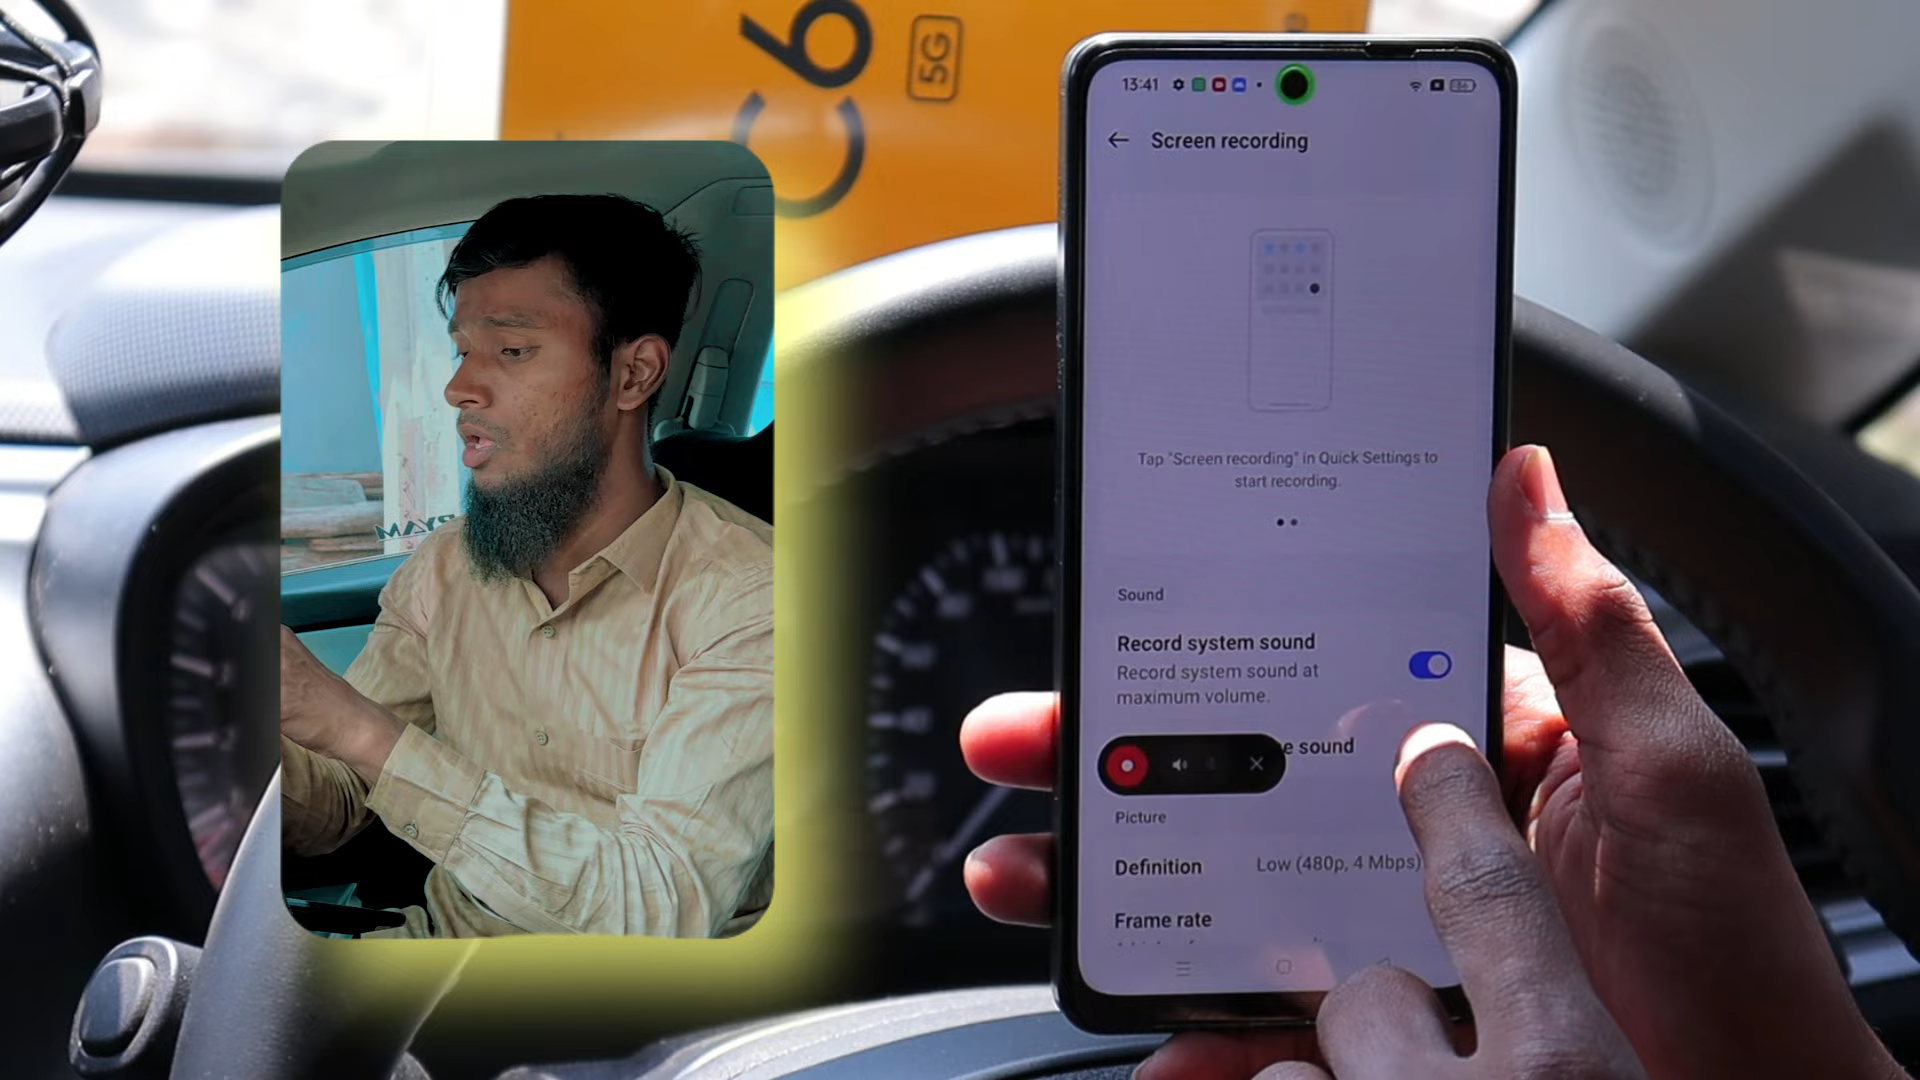 C6
5G
13:41
Screen recording
Tap "Screen recording" in Quick Settings to
start recording.
Sound
Record system sound
Record system sound at
maximum volume.
e sound
Picture
Definition
Low (480p, 4 Mbps)
Frame rate